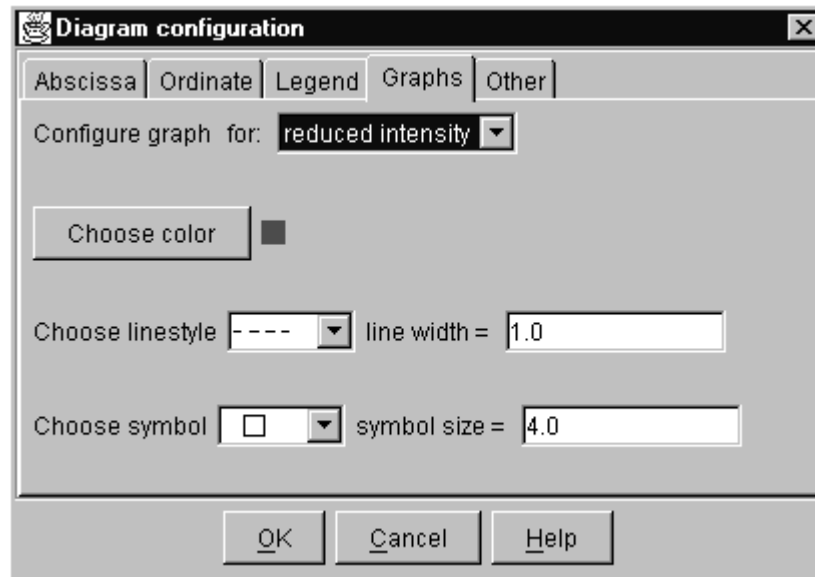 Diagram configuration
Abscissa Ordinate Legend Graphs Other
Configure graph for: reduced intensity
Choose color
Choose linestyle ---- line width = 1.0
Choose symbol symbol size = 4.0
OK Cancel Help